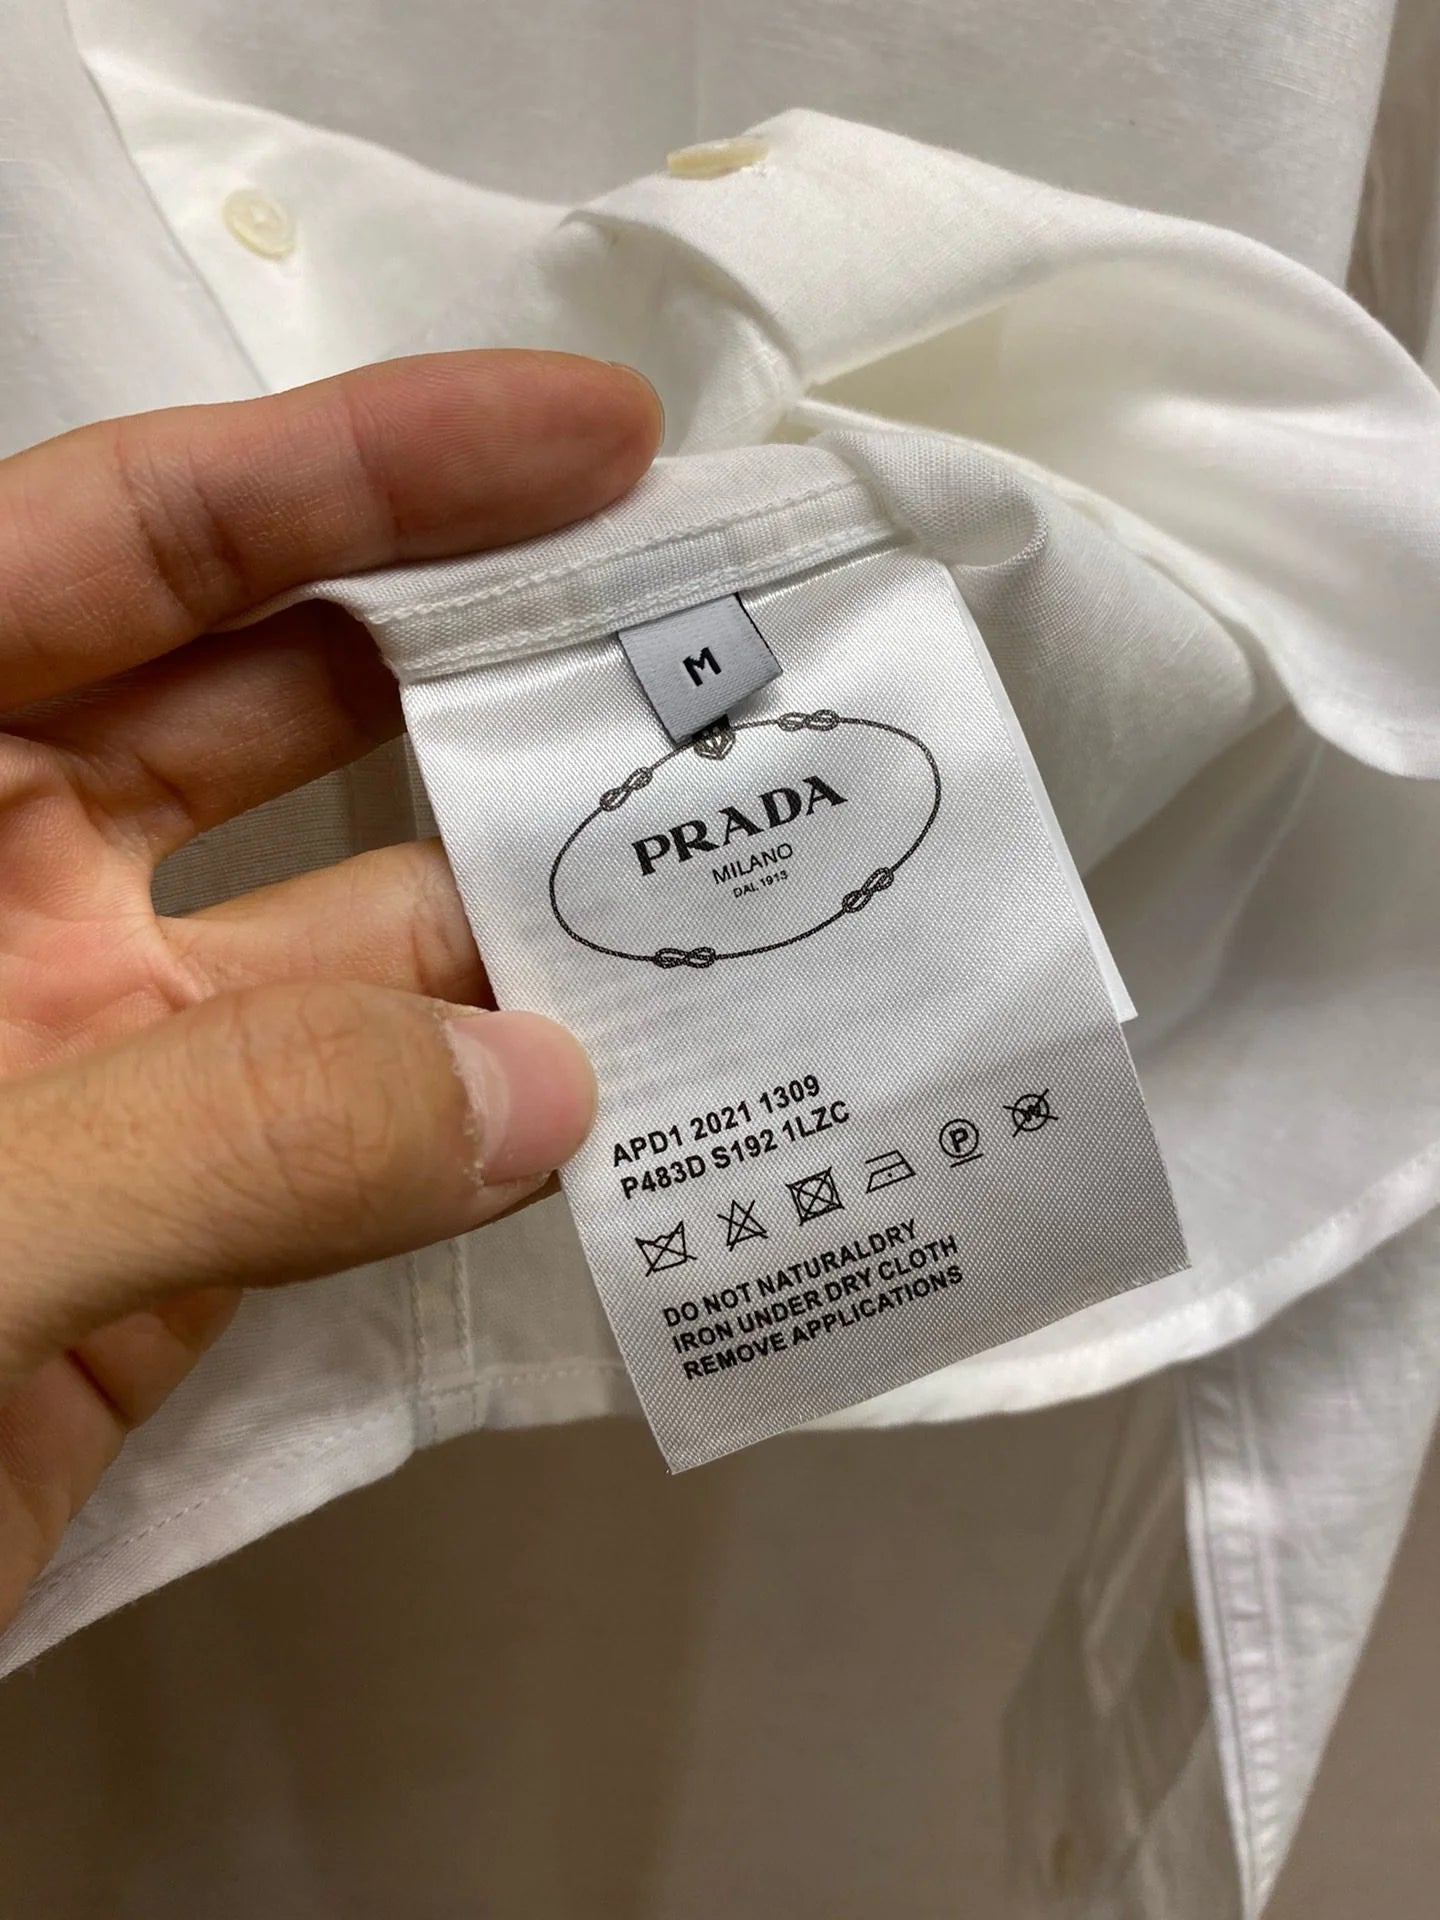 M
PRADA
MILANO
DAL 1913
APD1 2021 1309
P483D S192 1LZC
P
W
DO NOT NATURALDRY
IRON UNDER DRY CLOTH
REMOVE APPLICATIONS